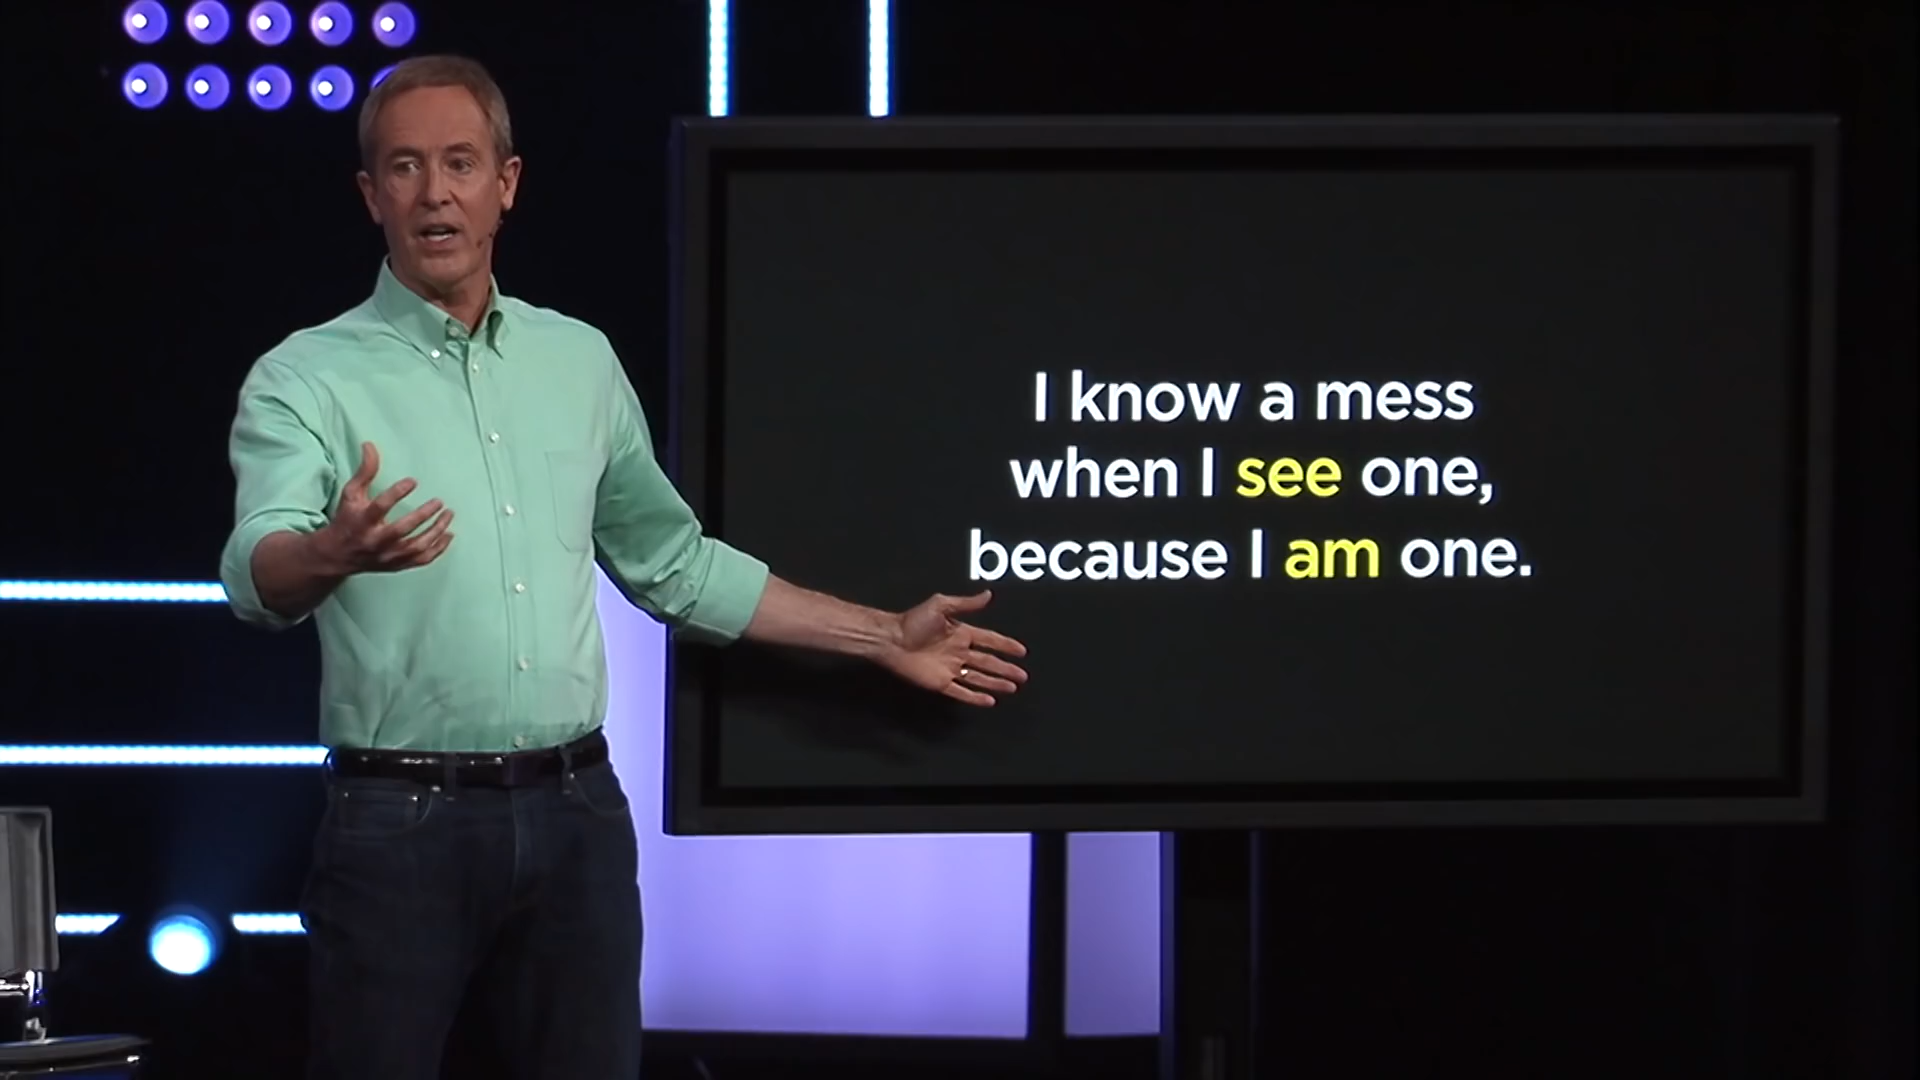 I know a mess
when I see one,
because I am one.